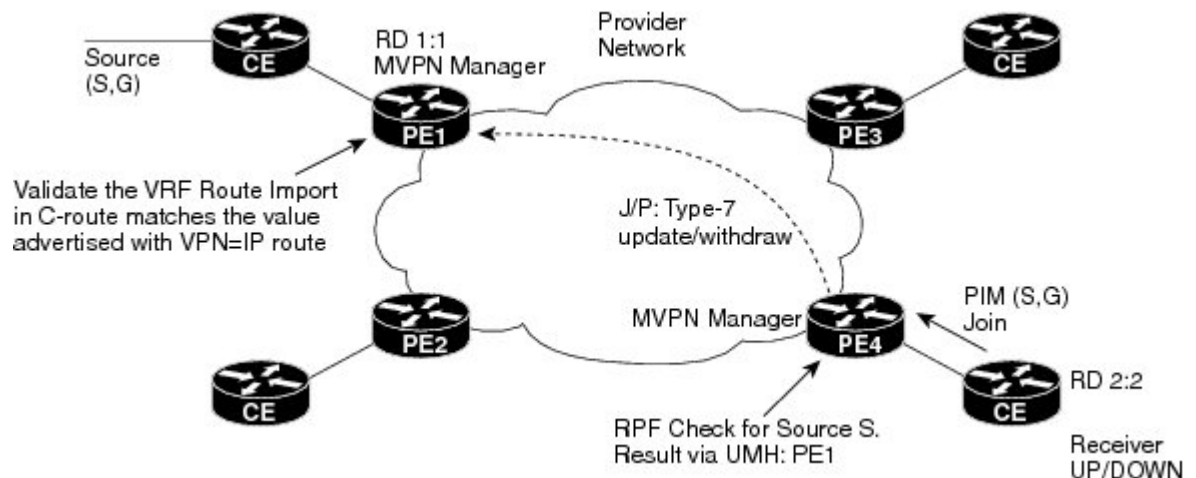 Provider
Network
RD 1:1
MVPN Manager
Source
(S,G)
CE
CE
PE1
PE3
Validate the VRF Route Import
in C-route matches the value
advertised with VPN=IP route
J/P: Type-7
update/withdraw
MVPN Manager
PIM (S,G)
Join
PE2
PE4
CE
CE
RD 2:2
RPF Check for Source S.
Result via UMH: PE1
Receiver
UP/DOWN